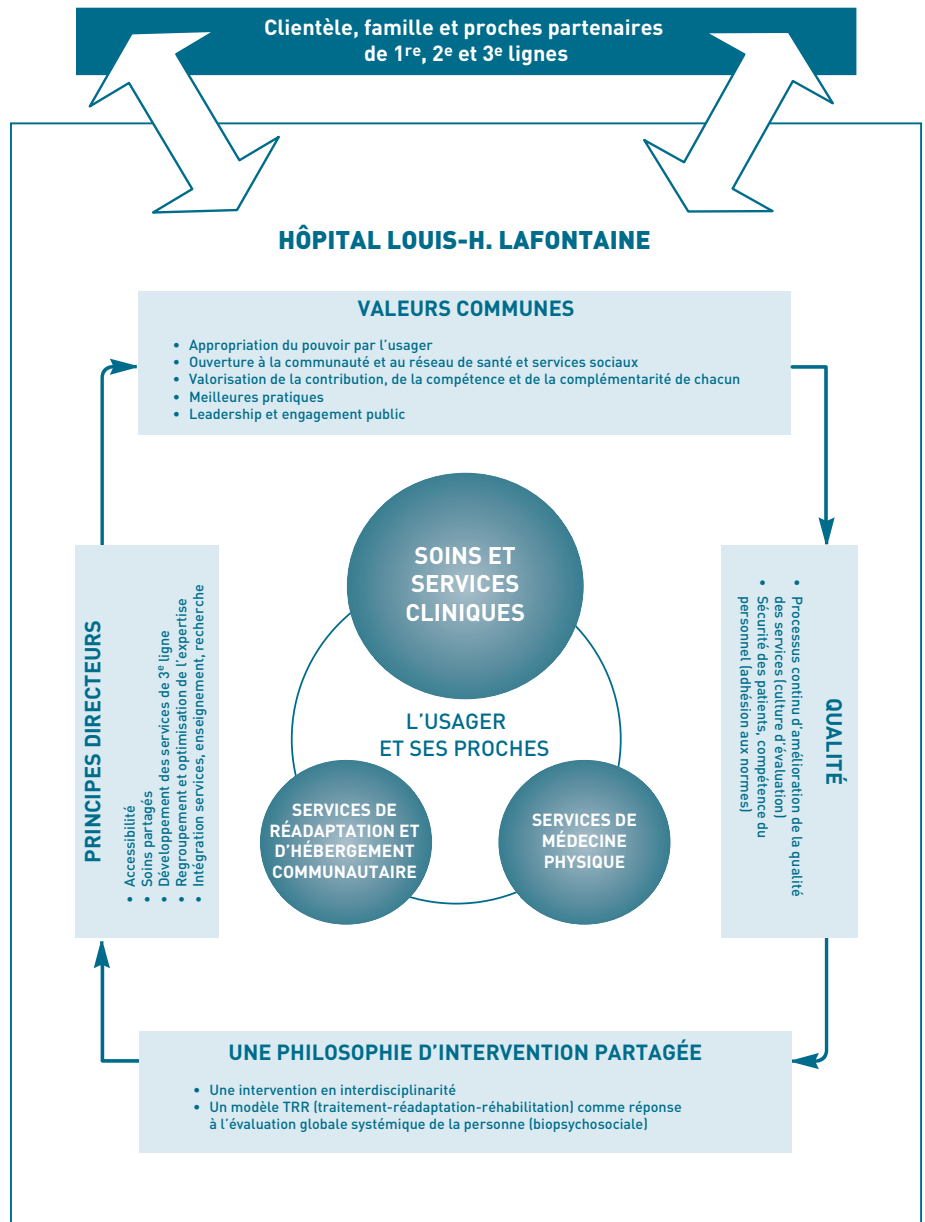 Clientèle, famille et proches partenaires
de 1re, 2e et 3e lignes
HÔPITAL LOUIS-H. LAFONTAINE
VALEURS COMMUNES
• Appropriation du pouvoir par l'usager
• Ouverture à la communauté et au réseau de santé et services sociaux
• Valorisation de la contribution, de la compétence et de la complémentarité de chacun
• Meilleures pratiques
• Leadership et engagement public
PRINCIPES DIRECTEURS
• Accessibilité
• Soins partagés
• Développement des services de 3e ligne
• Regroupement et optimisation de l'expertise
• Intégration services, enseignement, recherche
SOINS ET
SERVICES
CLINIQUES
L'USAGER
ET SES PROCHES
SERVICES DE
RÉADAPTATION ET
D'HÉBERGEMENT
COMMUNAUTAIRE
SERVICES DE
MÉDECINE
PHYSIQUE
QUALITÉ
• Processus continu d'amélioration de la qualité
des services (culture d'évaluation)
• Sécurité des patients, compétence du
personnel (adhésion aux normes)
UNE PHILOSOPHIE D'INTERVENTION PARTAGÉE
• Une intervention en interdisciplinarité
• Un modèle TRR (traitement-réadaptation-réhabilitation) comme réponse
à l'évaluation globale systémique de la personne (biopsychosociale)